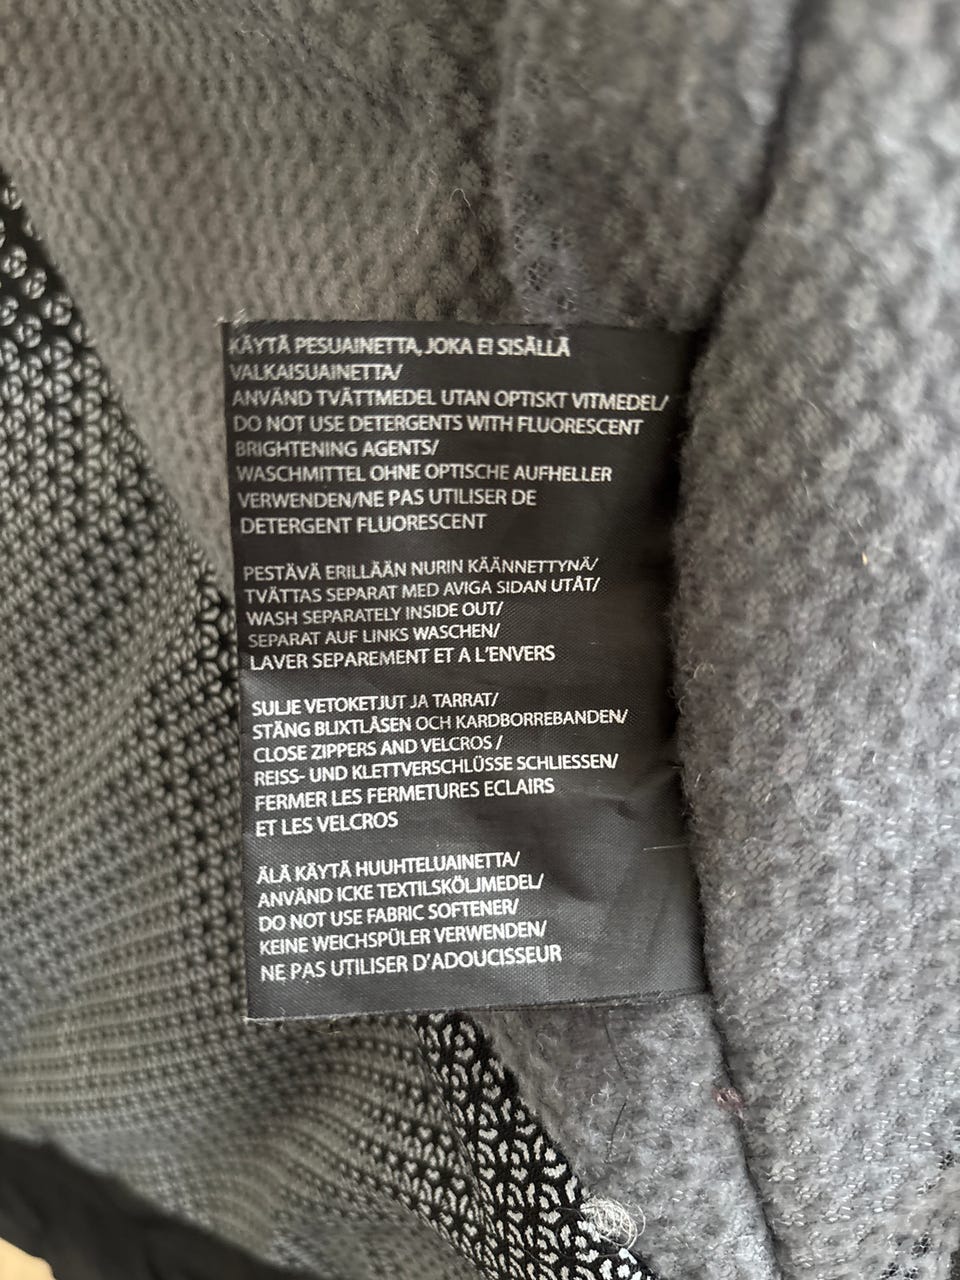 KÄYTÄ PESUAINETTA, JOKA EI SISÄLLÄ
VALKAISUAINETTA/
ANVÄND TVÄTTMEDEL UTAN OPTISKT VITMEDEL/
DO NOT USE DETERGENTS WITH FLUORESCENT
BRIGHTENING AGENTS/
WASCHMITTEL OHNE OPTISCHE AUFHELLER
VERWENDEN/NE PAS UTILISER DE
DETERGENT FLUORESCENT
PESTÄVÄ ERILLÄÄN NURIN KÄÄNNETTYNÄ/
TVÄTTAS SEPARAT MED AVIGA SIDAN UTÅT/
WASH SEPARATELY INSIDE OUT/
SEPARAT AUF LINKS WASCHEN/
LAVER SEPAREMENT ET A L'ENVERS
SULJE VETOKETJUT JA TARRAT/
STÄNG BLIXTLÅSEN OCH KARDBORREBANDEN/
CLOSE ZIPPERS AND VELCROS /
REISS- UND KLETTVERSCHLÜSSE SCHLIESSEN/
FERMER LES FERMETURES ECLAIRS
ET LES VELCROS
ÄLÄ KÄYTÄ HUUHTELUAINETTA/
ANVÄND ICKE TEXTILSKÖLJMEDEL/
DO NOT USE FABRIC SOFTENER/
KEINE WEICHSPÜLER VERWENDEN/
NE PAS UTILISER D'ADOUCISSEUR